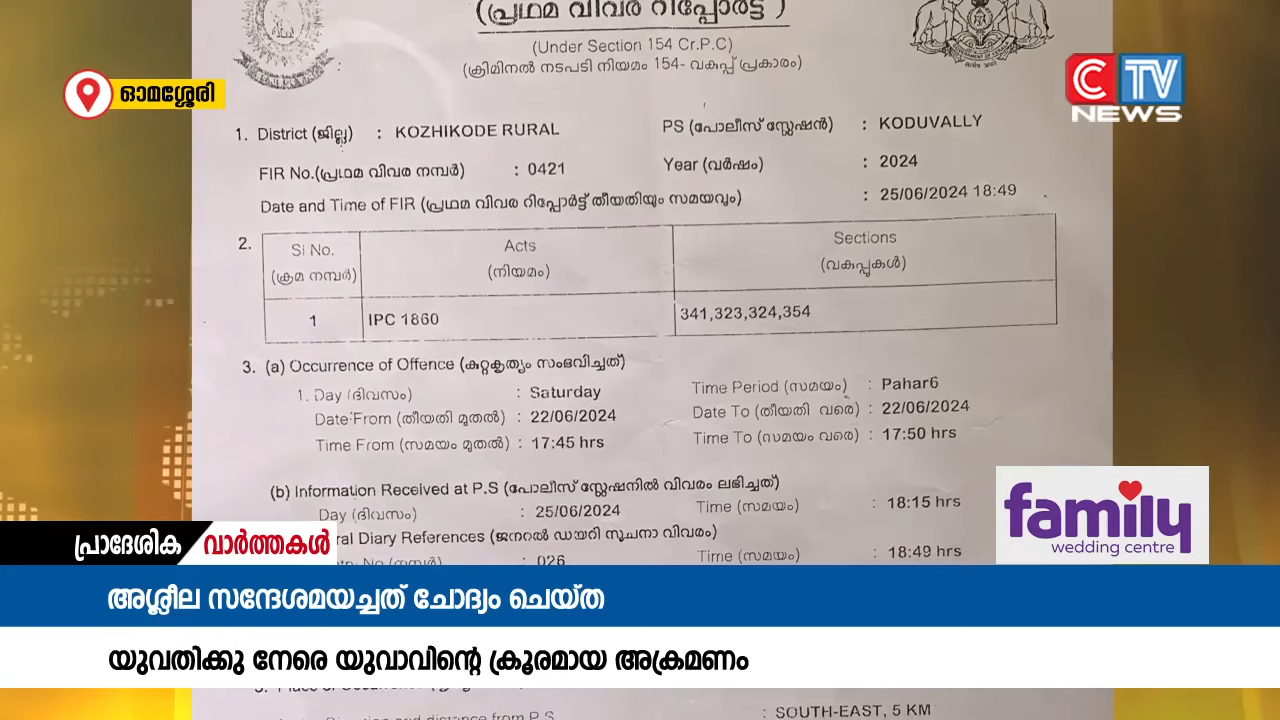 (പ്രഥമ വിവര റിപ്പോർട്ട് )
(Under Section 154 Cr.P.C)
(ക്രിമിനൽ നടപടി നിയമം 154- വകുപ്പ് പ്രകാരം)
ഓമശ്ശേരി
CTV
NEWS
1. District (ജില്ല) : KOZHIKODE RURAL PS (പോലീസ് സ്റ്റേഷൻ) : KODUVALLY
FIR No.(പ്രഥമ വിവര നമ്പർ) : 0421 Year (വർഷം) : 2024
Date and Time of FIR (പ്രഥമ വിവര റിപ്പോർട്ട് തീയതിയും സമയവും) : 25/06/2024 18:49
2. Sl No. Acts Sections
(ക്രമ നമ്പർ) (നിയമം) (വകുപ്പുകൾ)
1 IPC 1860 341,323,324,354
3. (a) Occurrence of Offence (കുറ്റകൃത്യം സംഭവിച്ചത്)
1. Day (ദിവസം) : Saturday Time Period (സമയം) : Pahar6
Date From (തീയതി മുതൽ) : 22/06/2024 Date To (തീയതി വരെ) : 22/06/2024
Time From (സമയം മുതൽ) : 17:45 hrs Time To (സമയം വരെ) : 17:50 hrs
(b) Information Received at P.S (പോലീസ് സ്റ്റേഷനിൽ വിവരം ലഭിച്ചത്)
Day (ദിവസം) : 25/06/2024 Time (സമയം) : 18:15 hrs
ral Diary References (ജനറൽ ഡയറി സൂചനാ വിവരം)
: 026 Time (സമയം) : 18:49 hrs
family
wedding centre
പ്രാദേശിക വാർത്തകൾ
അശ്ലീല സന്ദേശമയച്ചത് ചോദ്യം ചെയ്ത
യുവതിക്കു നേരെ യുവാവിന്റെ ക്രൂരമായ അക്രമണം
: SOUTH-EAST, 5 KM